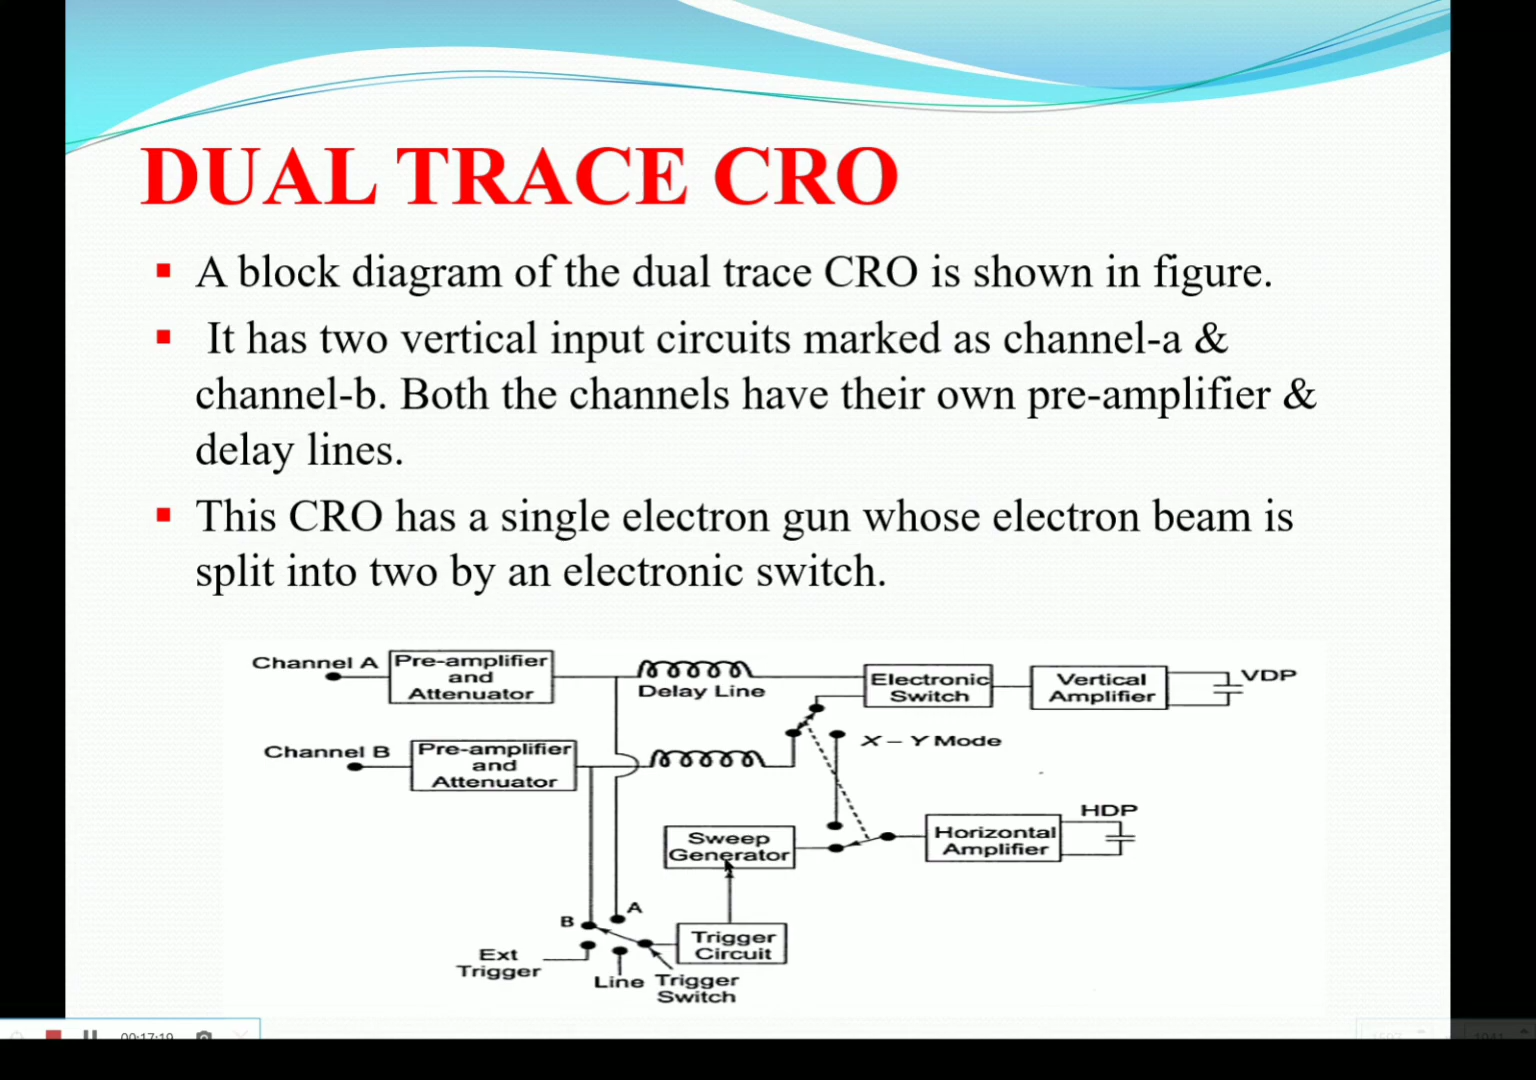 DUAL TRACE CRO
A block diagram of the dual trace CRO is shown in figure.
It has two vertical input circuits marked as channel-a &
channel-b. Both the channels have their own pre-amplifier &
delay lines.
This CRO has a single electron gun whose electron beam is
split into two by an electronic switch.
Channel A
Pre-amplifier
and
Attenuator
Delay Line
Electronic
Switch
Vertical
Amplifier
VDP
Channel B
Pre-amplifier
and
Attenuator
X – Y Mode
Sweep
Generator
Horizontal
Amplifier
HDP
B
A
Ext
Trigger
Line
Trigger
Switch
Trigger
Circuit
00:17:19